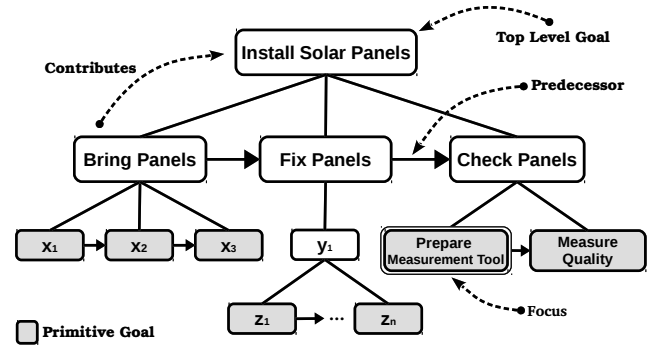 Install Solar Panels
Top Level Goal
Contributes
Predecessor
Bring Panels
Fix Panels
Check Panels
x₁
x₂
x₃
y₁
Prepare
Measurement Tool
Measure
Quality
z₁
...
zₙ
Focus
Primitive Goal